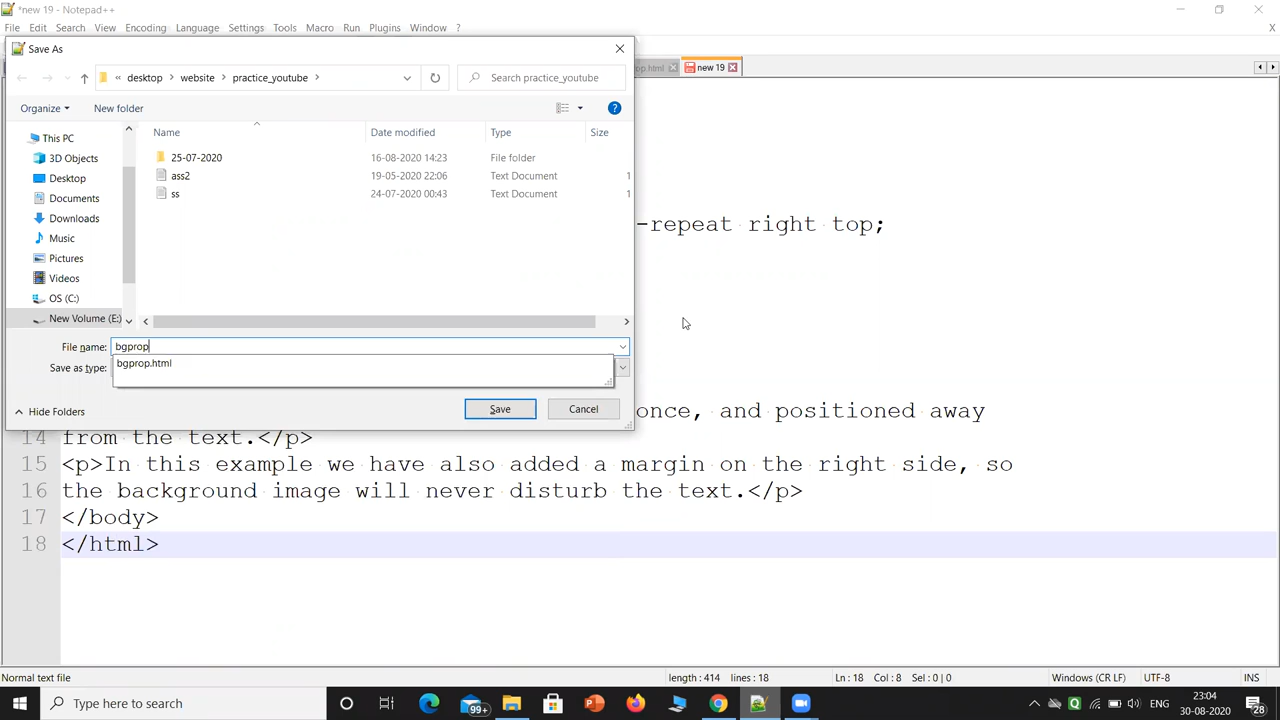 *new 19 - Notepad++
File Edit Search View Encoding Language Settings Tools Macro Run Plugins Window ?
X
Save As
op.html new 19
« desktop website practice_youtube
Search practice_youtube
Organize New folder
Name Date modified Type Size
This PC
3D Objects
Desktop
Documents
Downloads
Music
Pictures
Videos
OS (C:)
New Volume (E:)
25-07-2020 16-08-2020 14:23 File folder
ass2 19-05-2020 22:06 Text Document 1
ss 24-07-2020 00:43 Text Document 1
-repeat right top;
File name: bgprop
bgprop.html
Save as type:
Hide Folders Save Cancel
once, and positioned away
14 from the text.</p>
15 <p>In this example we have also added a margin on the right side, so
16 the background image will never disturb the text.</p>
17 </body>
18 </html>
Normal text file length : 414 lines : 18 Ln : 18 Col : 8 Sel : 0 | 0 Windows (CR LF) UTF-8 INS
Type here to search 99+ ENG 23:04 30-08-2020 28